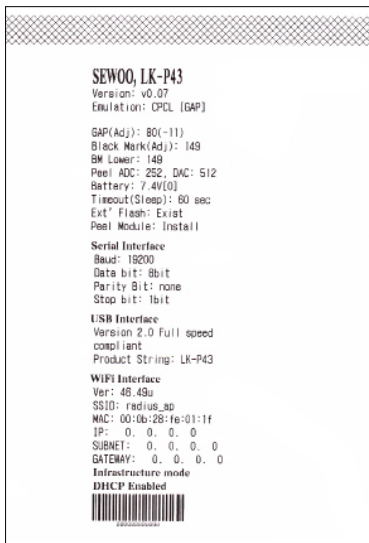 SEWOO, LK-P43
Version: v0.07
Emulation: CPCL [GAP]
GAP(Adj): 80(-11)
Black Mark(Adj): 149
BM Lower: 149
Peel ADC: 252, DAC: 512
Battery: 7.4V[0]
Timeout(Sleep): 60 sec
Ext' Flash: Exist
Peel Module: Install
Serial Interface
Baud: 19200
Data bit: 8bit
Parity Bit: none
Stop bit: 1bit
USB Interface
Version 2.0 Full speed
compliant
Product String: LK-P43
WiFi Interface
Ver: 46.49u
SSID: radius_ap
MAC: 00:0b:28:fe:01:1f
IP: 0. 0. 0. 0
SUBNET: 0. 0. 0. 0
GATEWAY: 0. 0. 0. 0
Infrastructure mode
DHCP Enabled